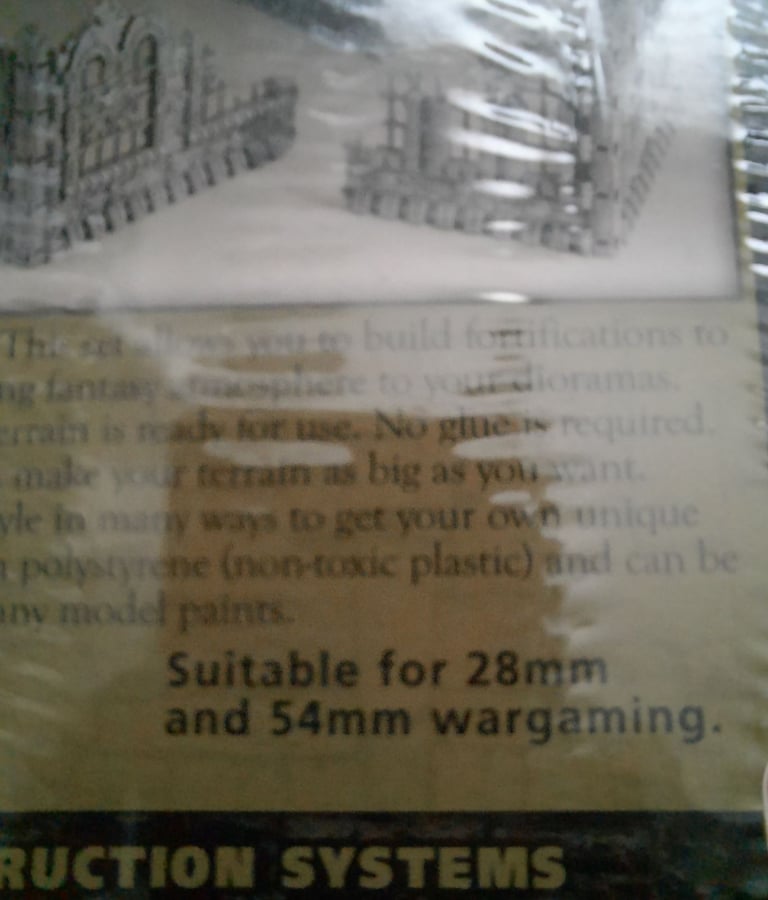 The set allows you to build fortifications to
ng fantasy atmosphere to your dioramas.
errain is ready for use. No glue is required.
make your terrain as big as you want.
yle in many ways to get your own unique
n polystyrene (non-toxic plastic) and can be
any model paints.
Suitable for 28mm
and 54mm wargaming.
RUCTION SYSTEMS